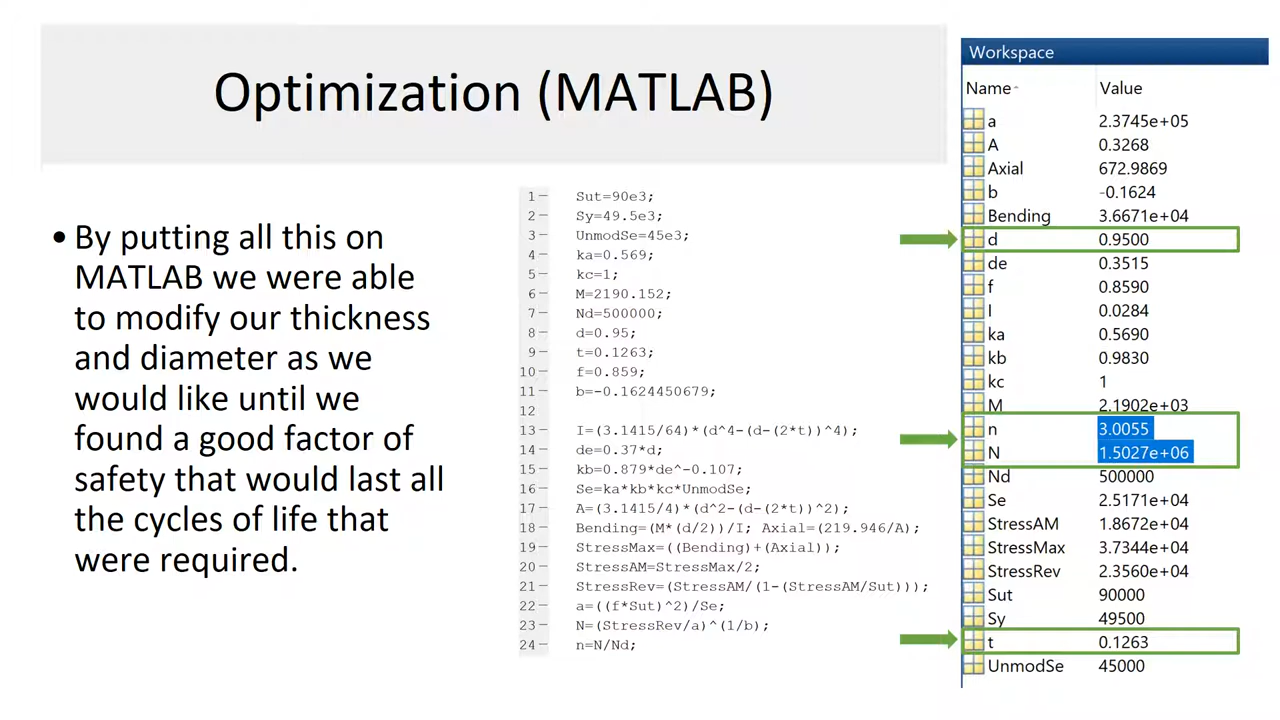 Optimization (MATLAB)
• By putting all this on
MATLAB we were able
to modify our thickness
and diameter as we
would like until we
found a good factor of
safety that would last all
the cycles of life that
were required.
1 — Sut=90e3;
2 — Sy=49.5e3;
3 — UnmodSe=45e3;
4 — ka=0.569;
5 — kc=1;
6 — M=2190.152;
7 — Nd=500000;
8 — d=0.95;
9 — t=0.1263;
10 — f=0.859;
11 — b=-0.1624450679;
12
13 — I=(3.1415/64)*(d^4-(d-(2*t))^4);
14 — de=0.37*d;
15 — kb=0.879*de^-0.107;
16 — Se=ka*kb*kc*UnmodSe;
17 — A=(3.1415/4)*(d^2-(d-(2*t))^2);
18 — Bending=(M*(d/2))/I; Axial=(219.946/A);
19 — StressMax=((Bending)+(Axial));
20 — StressAM=StressMax/2;
21 — StressRev=(StressAM/(1-(StressAM/Sut)));
22 — a=((f*Sut)^2)/Se;
23 — N=(StressRev/a)^(1/b);
24 — n=N/Nd;
Workspace
Name Value
a 2.3745e+05
A 0.3268
Axial 672.9869
b -0.1624
Bending 3.6671e+04
d 0.9500
de 0.3515
f 0.8590
I 0.0284
ka 0.5690
kb 0.9830
kc 1
M 2.1902e+03
n 3.0055
N 1.5027e+06
Nd 500000
Se 2.5171e+04
StressAM 1.8672e+04
StressMax 3.7344e+04
StressRev 2.3560e+04
Sut 90000
Sy 49500
t 0.1263
UnmodSe 45000